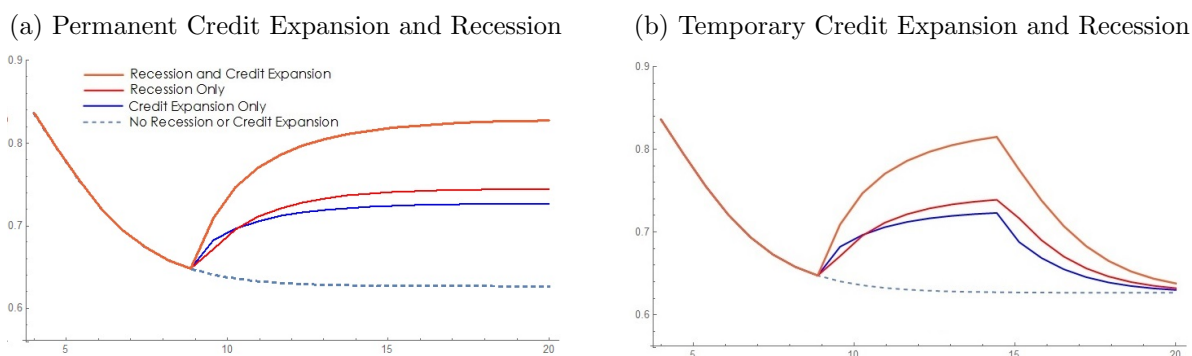 (a) Permanent Credit Expansion and Recession
(b) Temporary Credit Expansion and Recession
0.9
Recession and Credit Expansion
Recession Only
Credit Expansion Only
No Recession or Credit Expansion
0.8
0.7
0.6
5
10
15
20
0.9
0.8
0.7
0.6
5
10
15
20